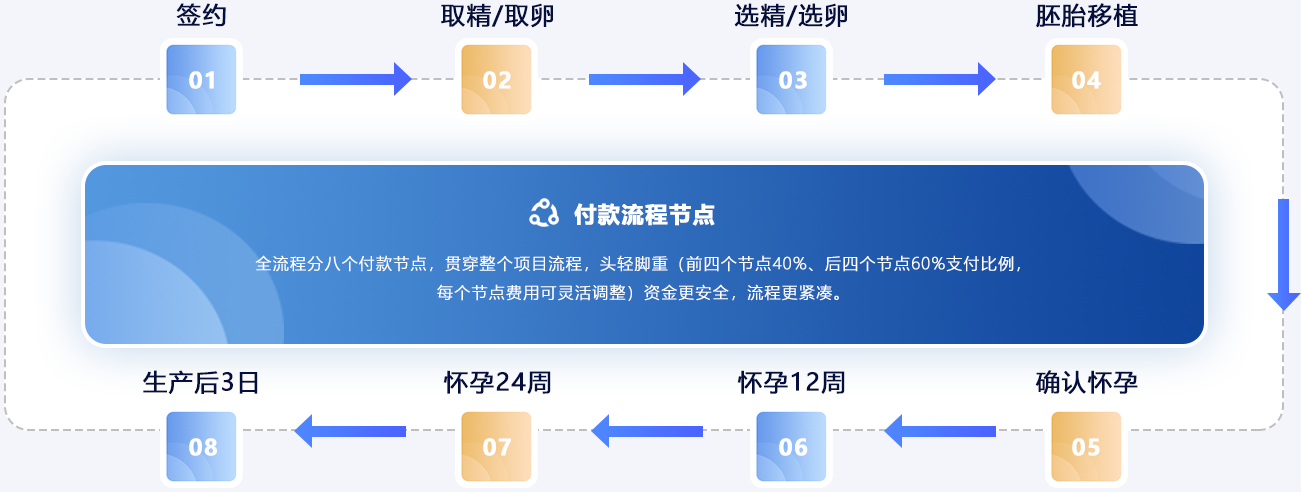 签约
取精/取卵
选精/选卵
胚胎移植
01
02
03
04
付款流程节点
全流程分八个付款节点，贯穿整个项目流程，头轻脚重（前四个节点40%、后四个节点60%支付比例，
每个节点费用可灵活调整）资金更安全，流程更紧凑。
生产后3日
怀孕24周
怀孕12周
确认怀孕
08
07
06
05